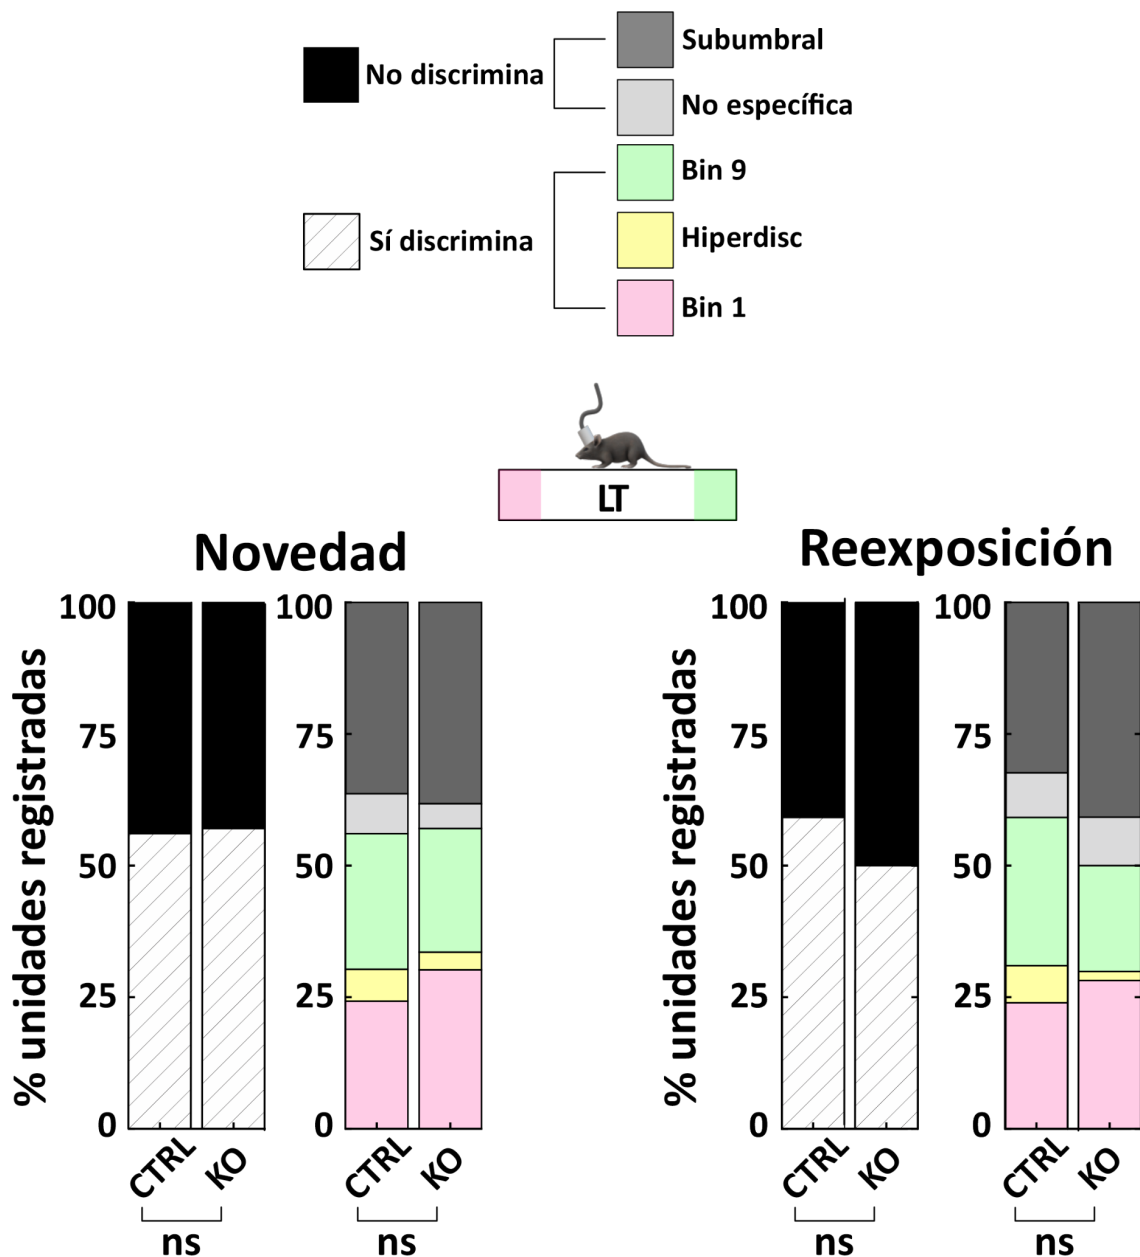 No discrimina
Sí discrimina
Subumbral
No específica
Bin 9
Hiperdisc
Bin 1
LT
Novedad
% unidades registradas
100
75
50
25
0
CTRL
KO
ns
100
75
50
25
0
CTRL
KO
ns
Reexposición
% unidades registradas
100
75
50
25
0
CTRL
KO
ns
100
75
50
25
0
CTRL
KO
ns